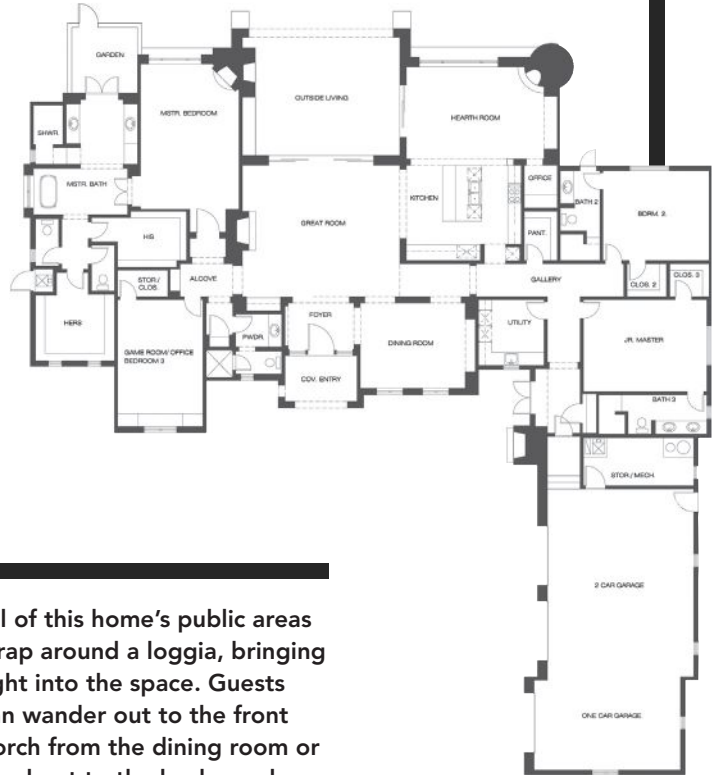 GARDEN
MSTR. BEDROOM
OUTSIDE LIVING
HEARTH ROOM
SHWR.
MSTR. BATH
HIS
KITCHEN
OFFICE
BATH 2
BDRM. 2.
GREAT ROOM
PANT.
STOR./
CLOS.
ALCOVE
GALLERY
CLOS. 2
CLOS. 3
HERS
FOYER
PWDR.
DINING ROOM
UTILITY
JR. MASTER
GAME ROOM/ OFFICE
BEDROOM 3
COV. ENTRY
BATH 3
STOR./ MECH.
2 CAR GARAGE
ONE CAR GARAGE
l of this home's public areas
rap around a loggia, bringing
ght into the space. Guests
n wander out to the front
orch from the dining room or